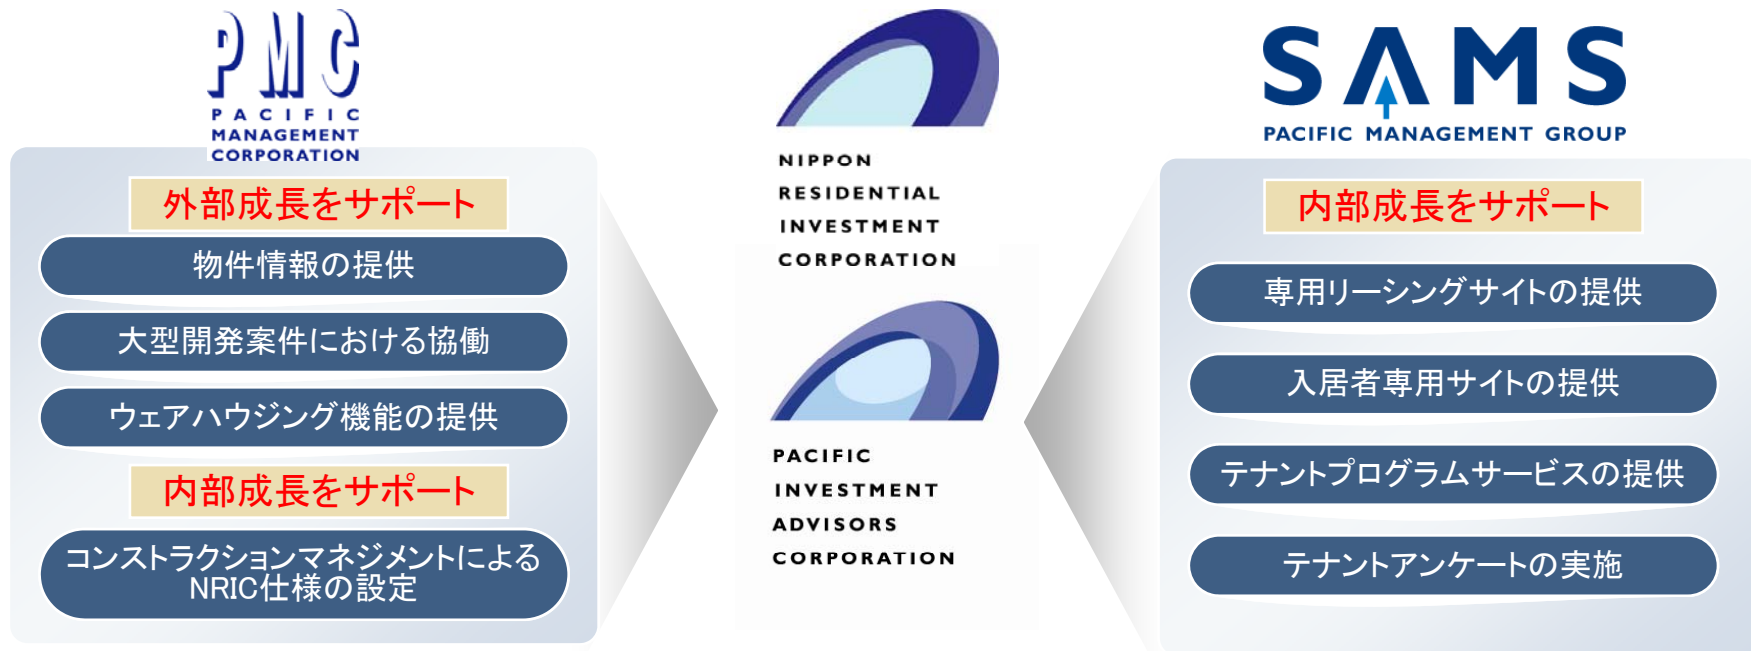 PMC
PACIFIC
MANAGEMENT
CORPORATION
外部成長をサポート
物件情報の提供
大型開発案件における協働
ウェアハウジング機能の提供
内部成長をサポート
コンストラクションマネジメントによる
NRIC仕様の設定
NIPPON
RESIDENTIAL
INVESTMENT
CORPORATION
PACIFIC
INVESTMENT
ADVISORS
CORPORATION
SAMS
PACIFIC MANAGEMENT GROUP
内部成長をサポート
専用リーシングサイトの提供
入居者専用サイトの提供
テナントプログラムサービスの提供
テナントアンケートの実施